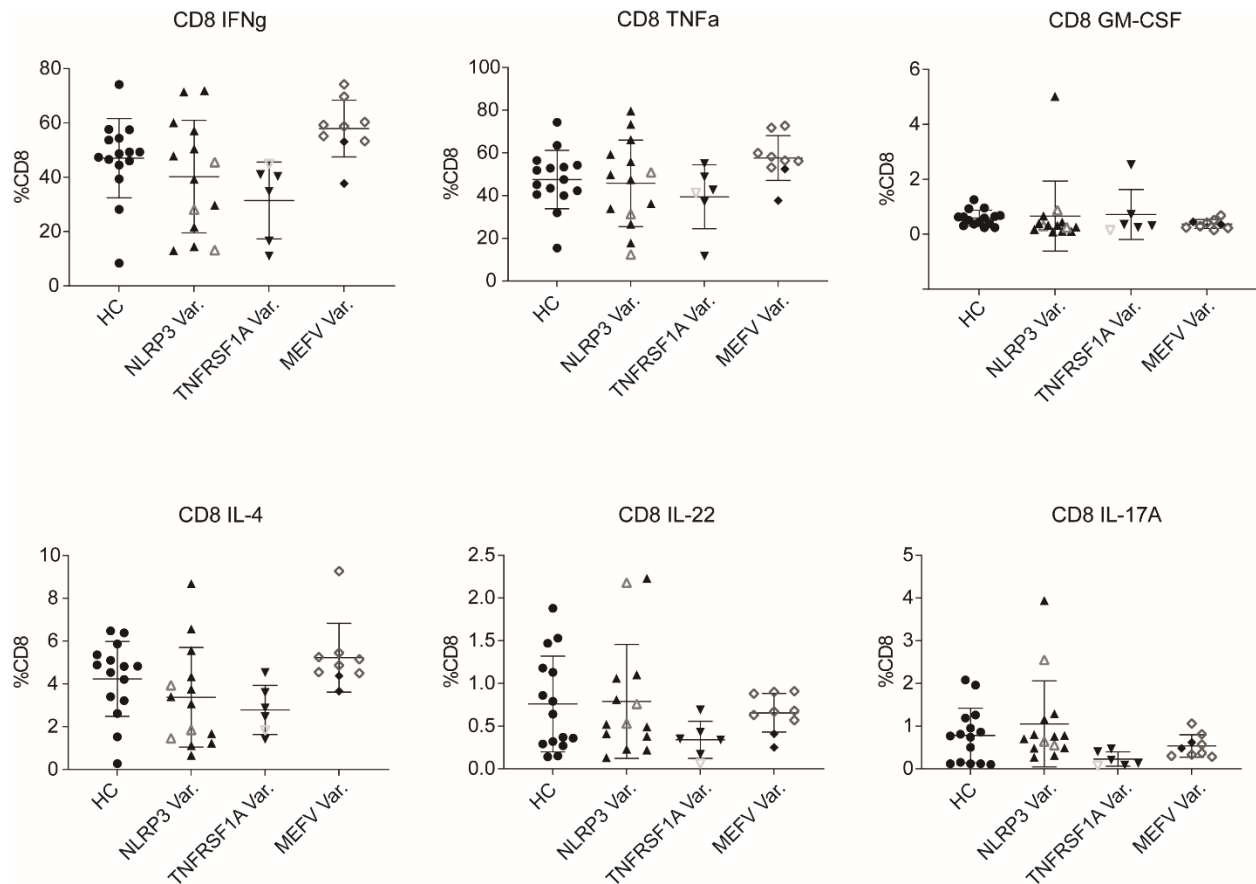 CD8 IFNg
80
60
40
20
0
%CD8
HC
NLRP3 Var.
TNFRSF1A Var.
MEFV Var.
CD8 TNFa
100
80
60
40
20
0
%CD8
HC
NLRP3 Var.
TNFRSF1A Var.
MEFV Var.
CD8 GM-CSF
6
4
2
0
%CD8
HC
NLRP3 Var.
TNFRSF1A Var.
MEFV Var.
CD8 IL-4
10
8
6
4
2
0
%CD8
HC
NLRP3 Var.
TNFRSF1A Var.
MEFV Var.
CD8 IL-22
2.5
2.0
1.5
1.0
0.5
0.0
%CD8
HC
NLRP3 Var.
TNFRSF1A Var.
MEFV Var.
CD8 IL-17A
5
4
3
2
1
0
%CD8
HC
NLRP3 Var.
TNFRSF1A Var.
MEFV Var.